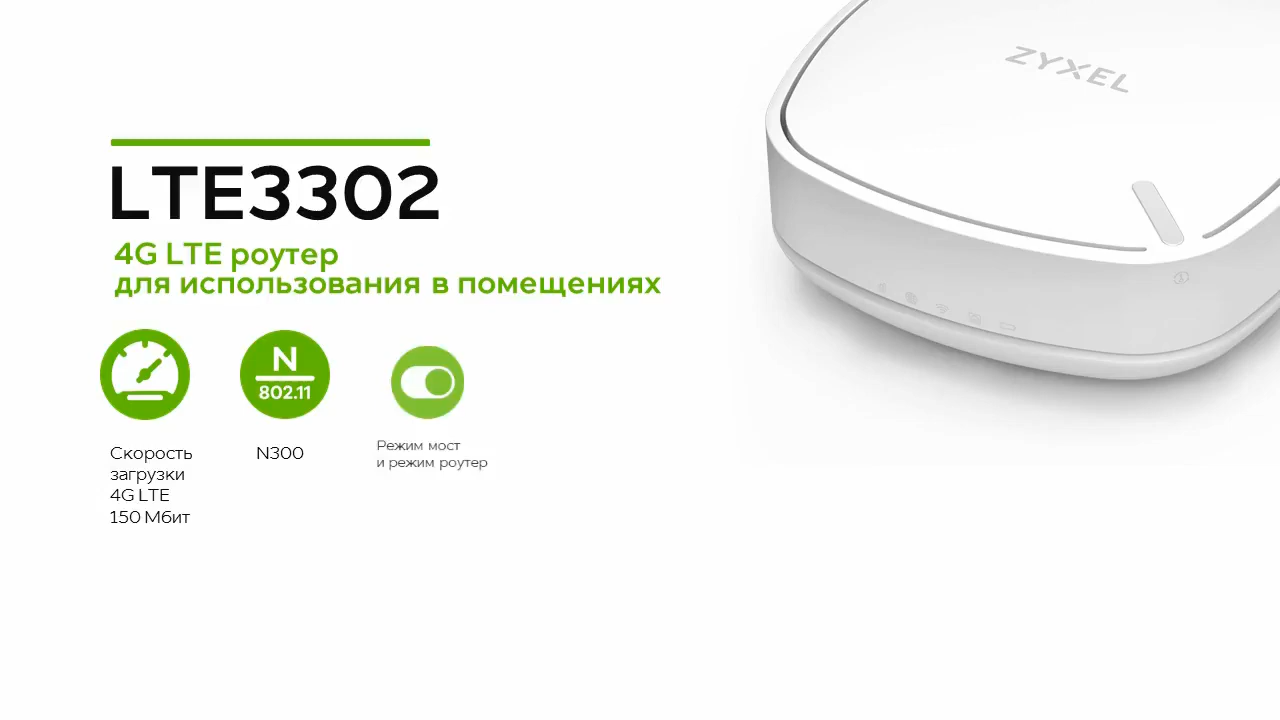 ZYXEL
LTE3302
4G LTE роутер
для использования в помещениях
N
802.11
Скорость
загрузки
4G LTE
150 Мбит
N300
Режим мост
и режим роутер